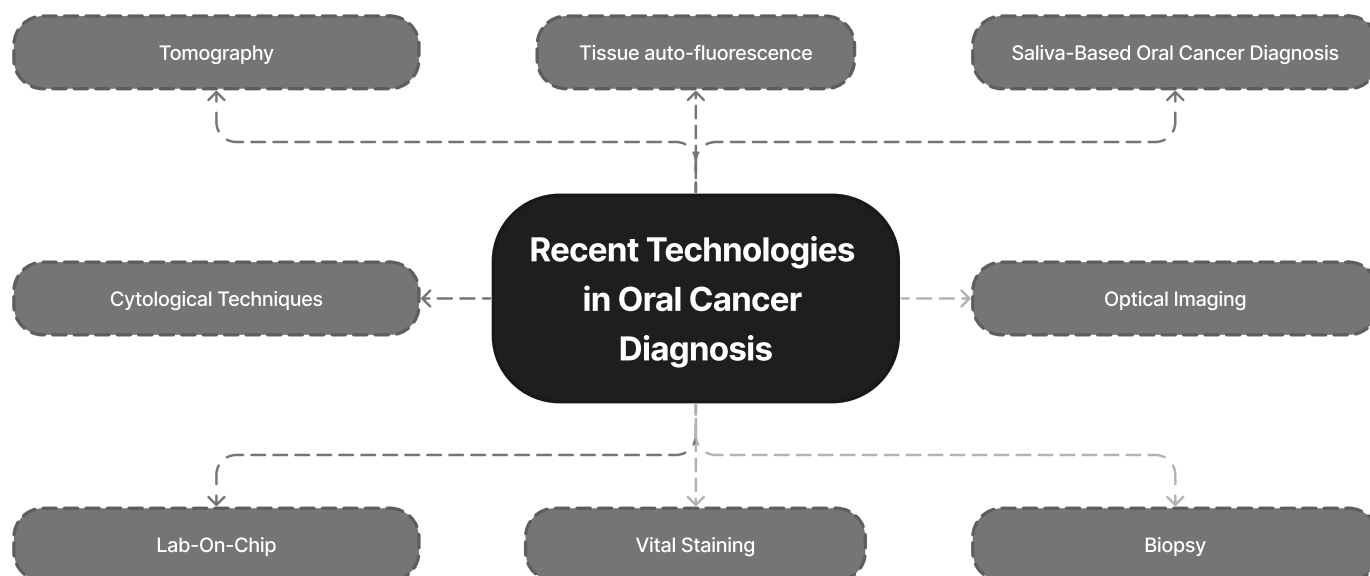 Tomography
Tissue auto-fluorescence
Saliva-Based Oral Cancer Diagnosis
Recent Technologies
in Oral Cancer
Diagnosis
Cytological Techniques
Optical Imaging
Lab-On-Chip
Vital Staining
Biopsy